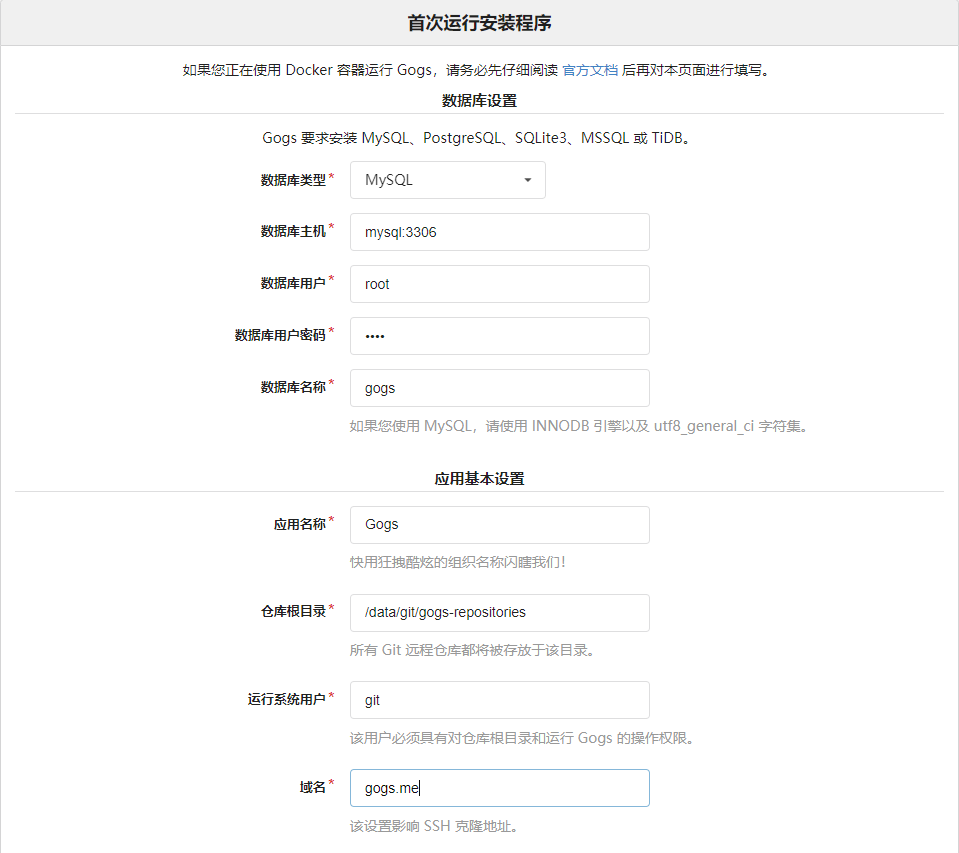 首次运行安装程序
如果您正在使用 Docker 容器运行 Gogs，请务必先仔细阅读 官方文档 后再对本页面进行填写。
数据库设置
Gogs 要求安装 MySQL、PostgreSQL、SQLite3、MSSQL 或 TiDB。
数据库类型* MySQL
数据库主机* mysql:3306
数据库用户* root
数据库用户密码* ••••
数据库名称* gogs
如果您使用 MySQL，请使用 INNODB 引擎以及 utf8_general_ci 字符集。
应用基本设置
应用名称* Gogs
快用狂拽酷炫的组织名称闪瞎我们！
仓库根目录* /data/git/gogs-repositories
所有 Git 远程仓库都将被存放于该目录。
运行系统用户* git
该用户必须具有对仓库根目录和运行 Gogs 的操作权限。
域名* gogs.me
该设置影响 SSH 克隆地址。